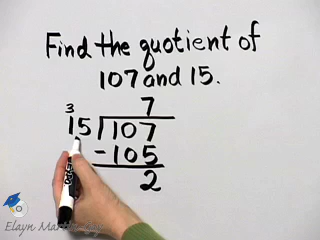 Find the quotient of
107 and 15.
7
3
15)107
-105
2
Elayn Martin-Gay